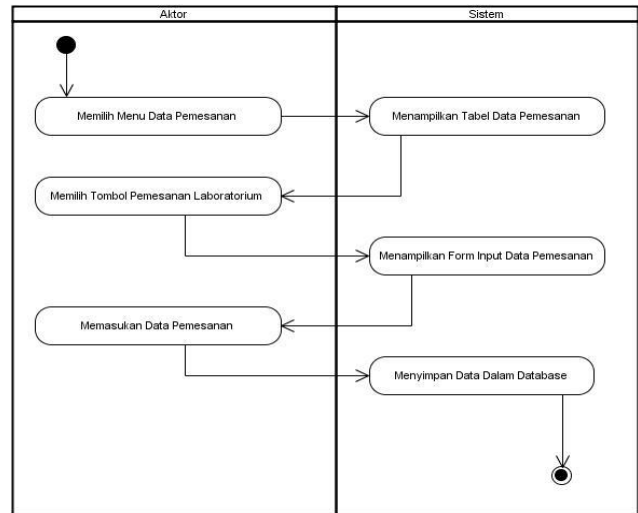 Aktor
Sistem
Memilih Menu Data Pemesanan
Menampilkan Tabel Data Pemesanan
Memilih Tombol Pemesanan Laboratorium
Menampilkan Form Input Data Pemesanan
Memasukan Data Pemesanan
Menyimpan Data Dalam Database